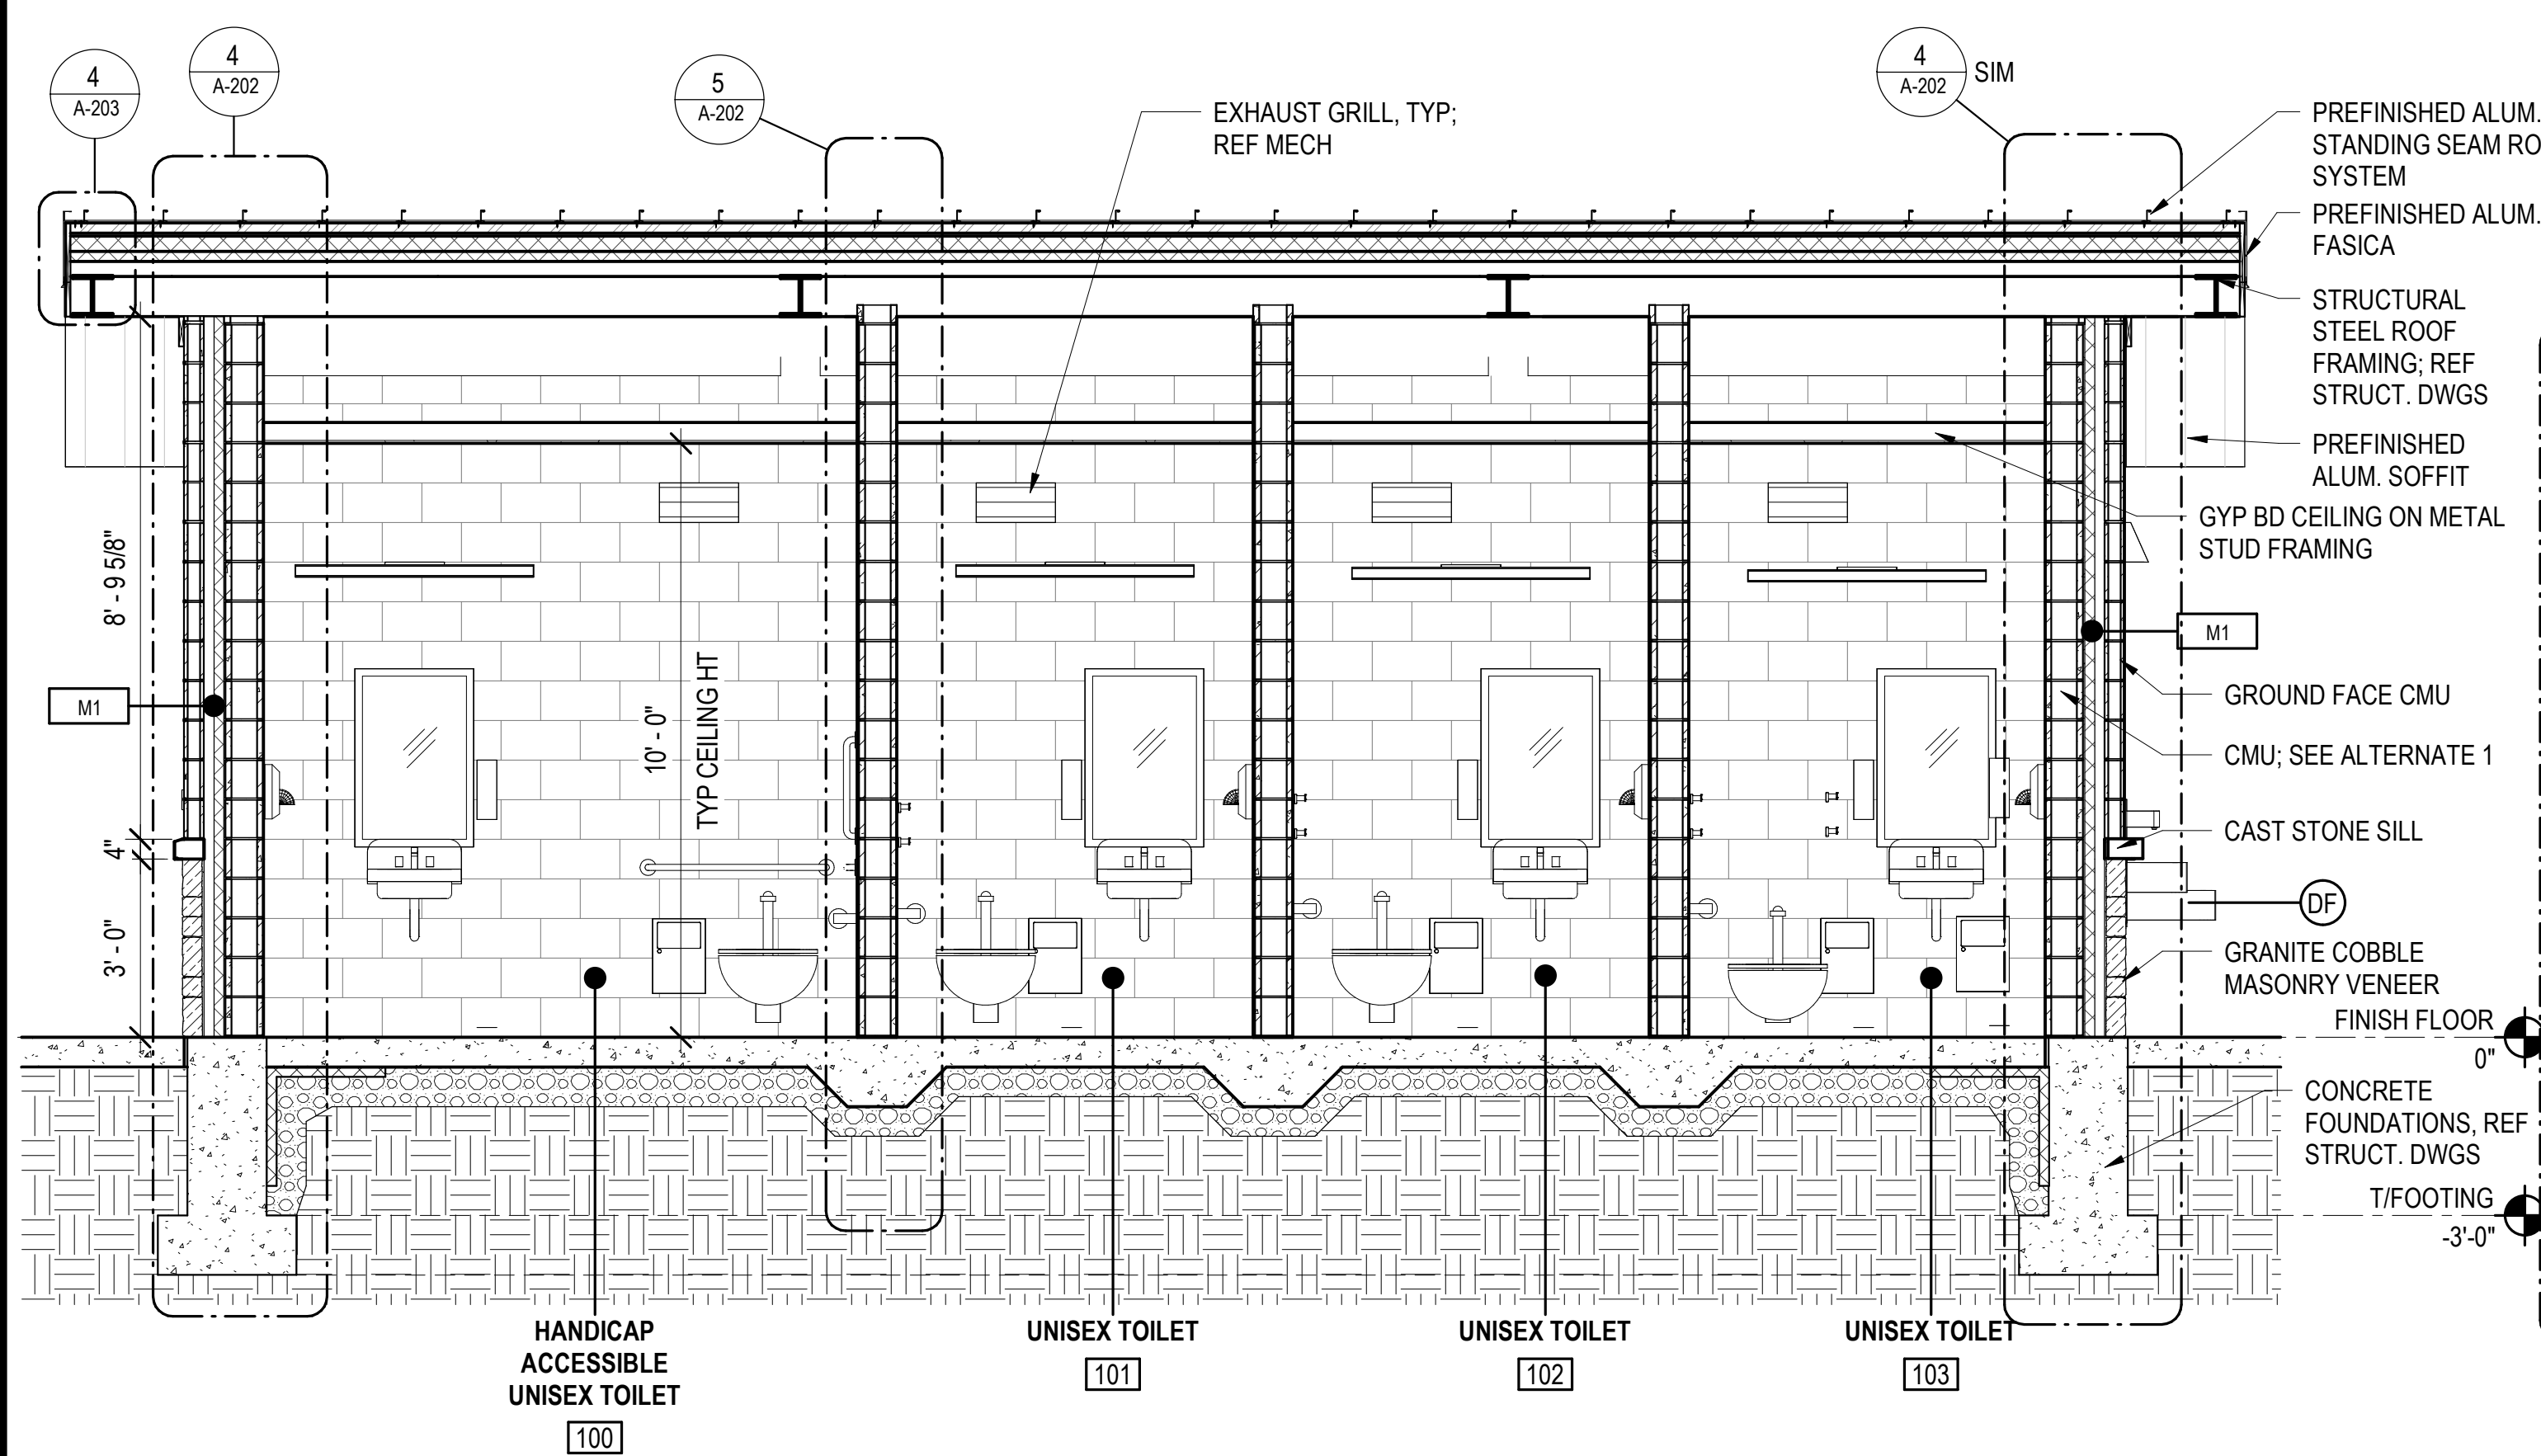 4
A-203
4
A-202
5
A-202
4
A-202
SIM
EXHAUST GRILL, TYP;
REF MECH
PREFINISHED ALUM.
STANDING SEAM RO
SYSTEM
PREFINISHED ALUM.
FASICA
STRUCTURAL
STEEL ROOF
FRAMING; REF
STRUCT. DWGS
PREFINISHED
ALUM. SOFFIT
GYP BD CEILING ON METAL
STUD FRAMING
M1
GROUND FACE CMU
CMU; SEE ALTERNATE 1
CAST STONE SILL
DF
GRANITE COBBLE
MASONRY VENEER
FINISH FLOOR
0"
CONCRETE
FOUNDATIONS, REF
STRUCT. DWGS
T/FOOTING
-3'-0"
8' - 9 5/8"
M1
4"
3' - 0"
10' - 0"
TYP CEILING HT
HANDICAP
ACCESSIBLE
UNISEX TOILET
100
UNISEX TOILET
101
UNISEX TOILET
102
UNISEX TOILET
103